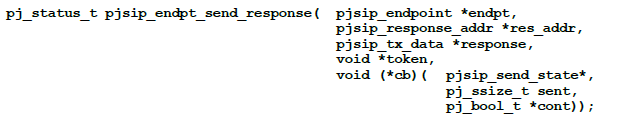 pj_status_t pjsip_endpt_send_response( pjsip_endpoint *endpt,
pjsip_response_addr *res_addr,
pjsip_tx_data *response,
void *token,
void (*cb)( pjsip_send_state*,
pj_ssize_t sent,
pj_bool_t *cont));